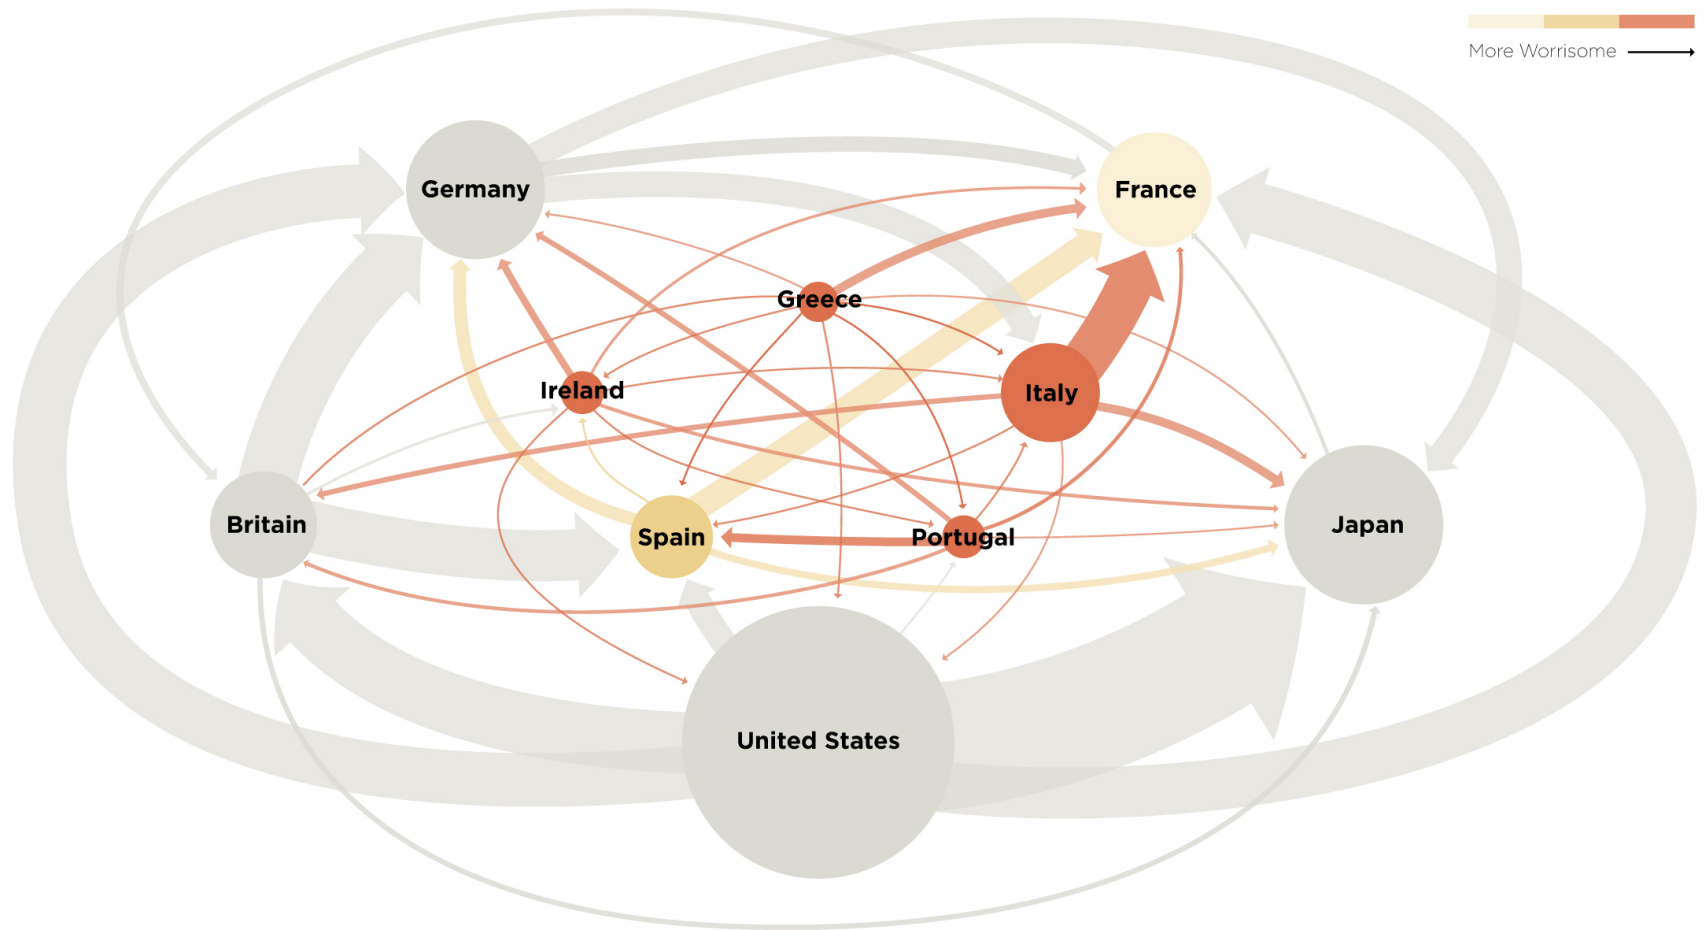 More Worrisome
Germany
France
Greece
Ireland
Italy
Britain
Spain
Portugal
Japan
United States